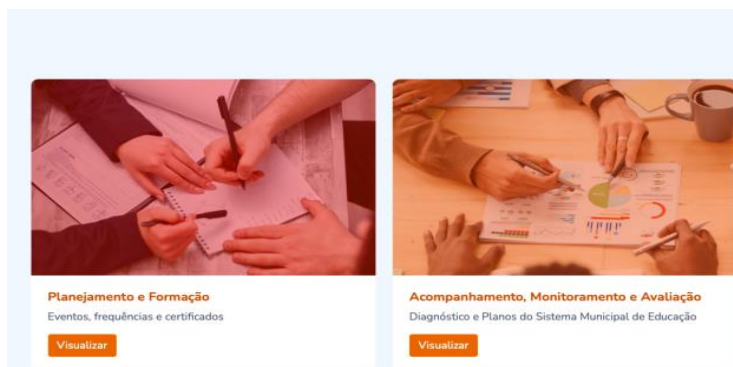 Planejamento e Formação
Eventos, frequências e certificados
Visualizar
Acompanhamento, Monitoramento e Avaliação
Diagnóstico e Planos do Sistema Municipal de Educação
Visualizar